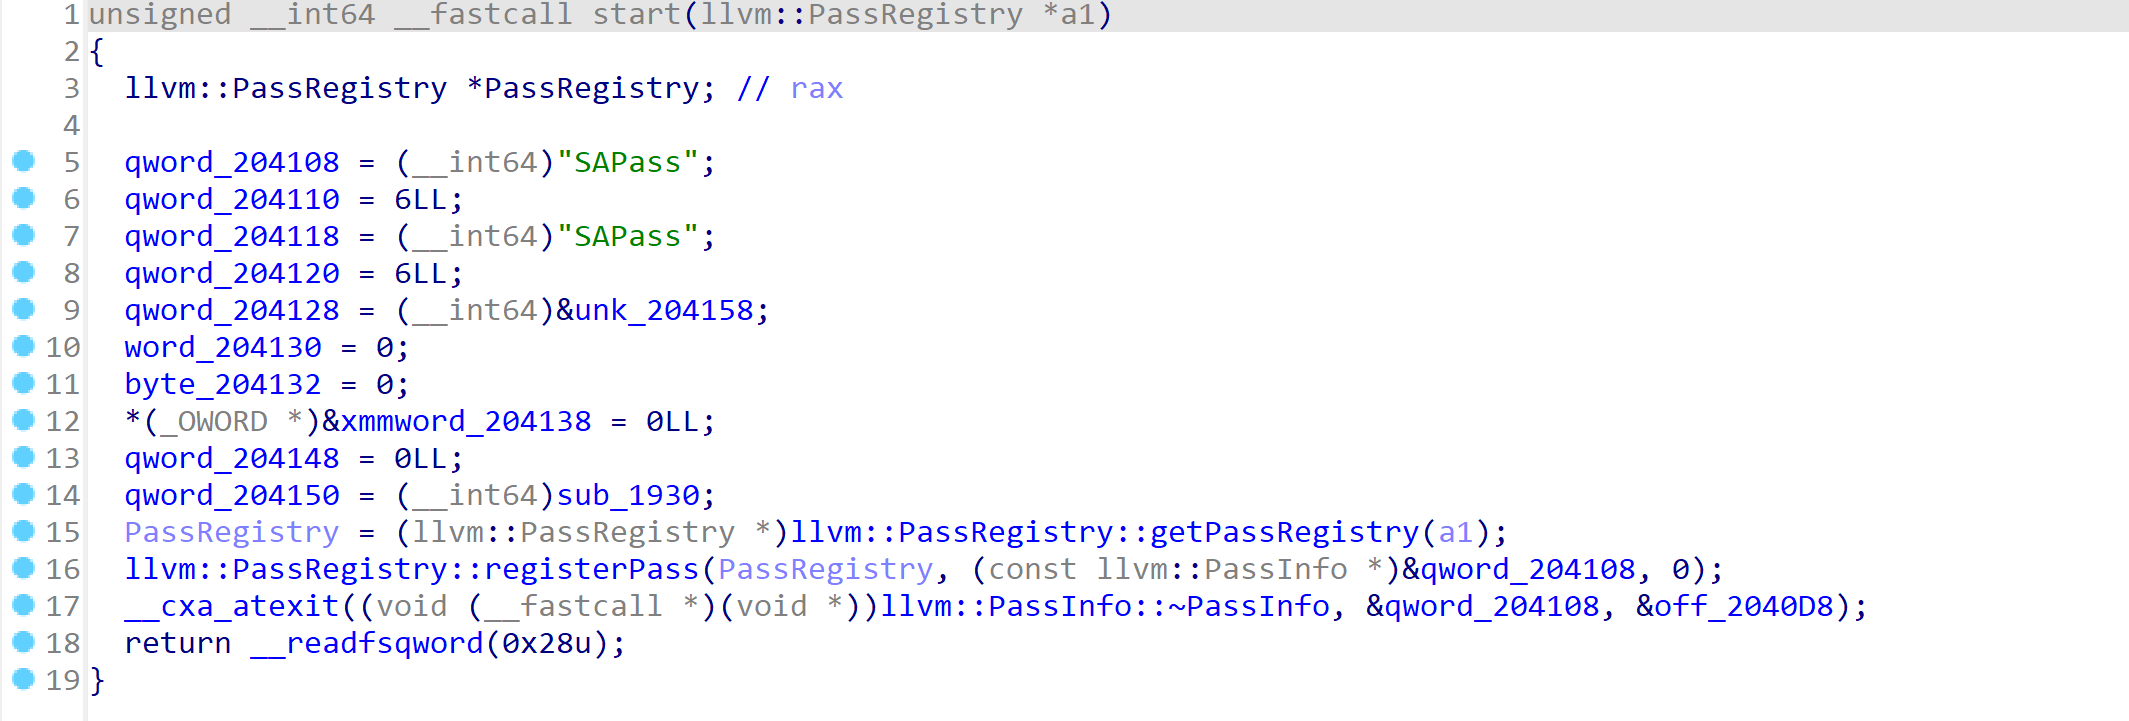 1 unsigned __int64 __fastcall start(llvm::PassRegistry *a1)
2 {
3   llvm::PassRegistry *PassRegistry; // rax
4
5   qword_204108 = (__int64)"SAPass";
6   qword_204110 = 6LL;
7   qword_204118 = (__int64)"SAPass";
8   qword_204120 = 6LL;
9   qword_204128 = (__int64)&unk_204158;
10   word_204130 = 0;
11   byte_204132 = 0;
12   *(_OWORD *)&xmmword_204138 = 0LL;
13   qword_204148 = 0LL;
14   qword_204150 = (__int64)sub_1930;
15   PassRegistry = (llvm::PassRegistry *)llvm::PassRegistry::getPassRegistry(a1);
16   llvm::PassRegistry::registerPass(PassRegistry, (const llvm::PassInfo *)&qword_204108, 0);
17   __cxa_atexit((void (__fastcall *)(void *))llvm::PassInfo::~PassInfo, &qword_204108, &off_2040D8);
18   return __readfsqword(0x28u);
19 }